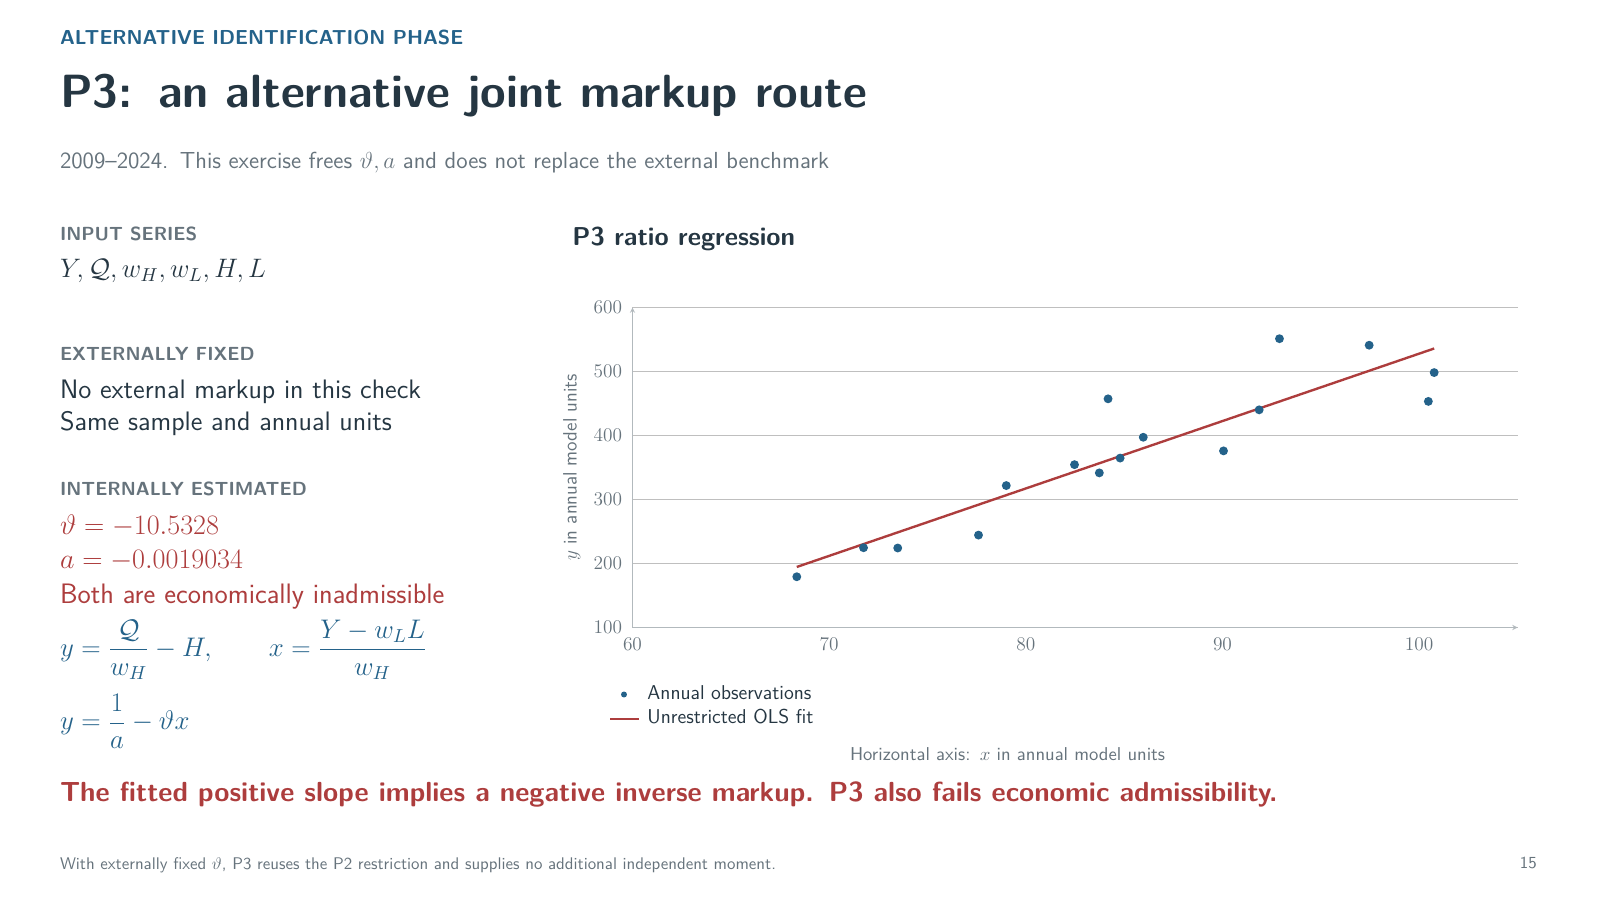 ALTERNATIVE IDENTIFICATION PHASE
P3: an alternative joint markup route
2009–2024. This exercise frees ϑ, a and does not replace the external benchmark
INPUT SERIES
Y, 𝒬, w_H, w_L, H, L
EXTERNALLY FIXED
No external markup in this check
Same sample and annual units
INTERNALLY ESTIMATED
ϑ = −10.5328
a = −0.0019034
Both are economically inadmissible
y = 𝒬/w_H − H, x = (Y − w_L L)/w_H
y = 1/a − ϑx
P3 ratio regression
y in annual model units
600
500
400
300
200
100
60 70 80 90 100
Annual observations
Unrestricted OLS fit
Horizontal axis: x in annual model units
The fitted positive slope implies a negative inverse markup. P3 also fails economic admissibility.
With externally fixed ϑ, P3 reuses the P2 restriction and supplies no additional independent moment.
15